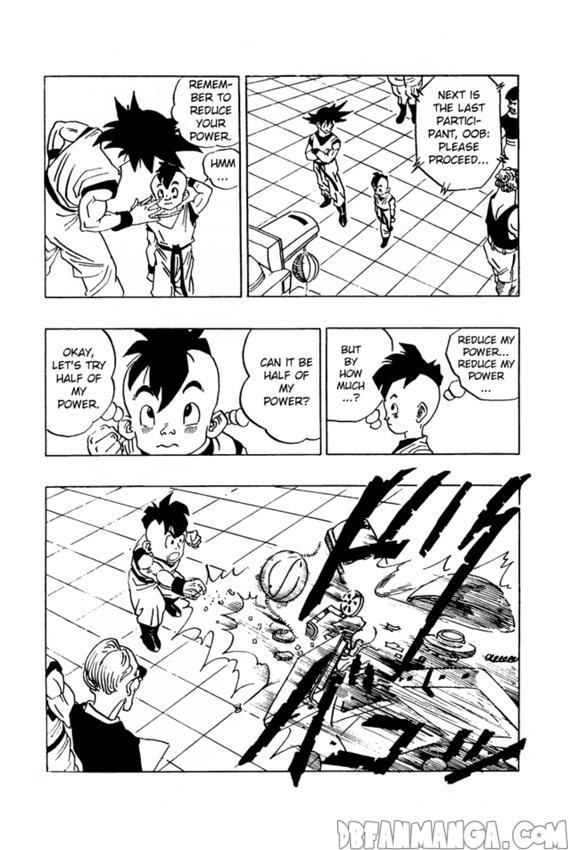 NEXT IS
THE LAST
PARTICI-
PANT, OOB:
PLEASE
PROCEED...
REMEM-
BER TO
REDUCE
YOUR
POWER.
HMM
...
REDUCE MY
POWER...
REDUCE MY
POWER
...
BUT
BY
HOW
MUCH
...?
CAN IT BE
HALF OF
MY
POWER?
OKAY,
LET'S TRY
HALF OF
MY
POWER.
DBFANMANGA.COM